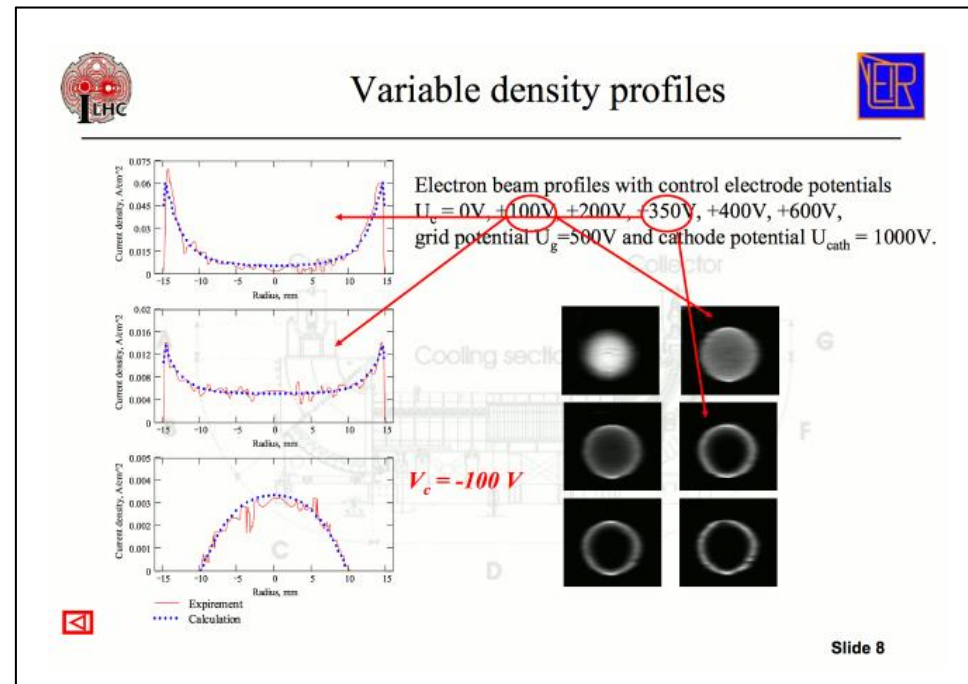 I LHC
LEIR
Variable density profiles
Electron beam profiles with control electrode potentials
Uc = 0V, +100V, +200V, +350V, +400V, +600V,
grid potential Ug =500V and cathode potential Ucath = 1000V.
Current density, A/cm^2
0.075
0.06
0.045
0.03
0.015
0
−15 −10 −5 0 5 10 15
Radius, mm
Current density, A/cm^2
0.02
0.016
0.012
0.008
0.004
0
−15 −10 −5 0 5 10 15
Radius, mm
Current density, A/cm^2
0.005
0.004
0.003
0.002
0.001
0
−15 −10 −5 0 5 10 15
Radius, mm
Expirement
Calculation
Vc = -100 V
Collector
Cooling section
A
G
F
C
D
Slide 8